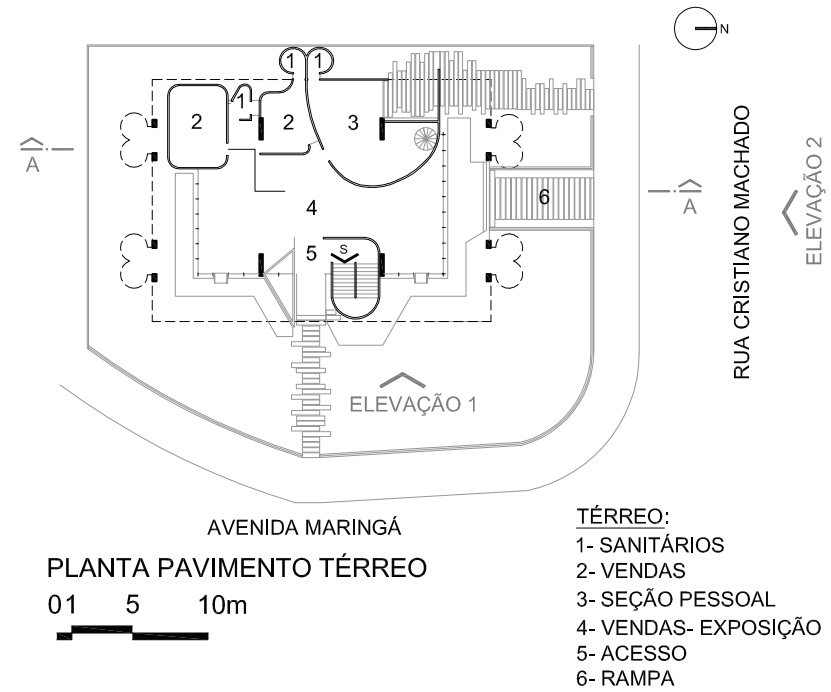 N
1 1
1
2 2 3
A
A
4
6
5
S
RUA CRISTIANO MACHADO
ELEVAÇÃO 2
ELEVAÇÃO 1
AVENIDA MARINGÁ
PLANTA PAVIMENTO TÉRREO
01 5 10m
TÉRREO:
1- SANITÁRIOS
2- VENDAS
3- SEÇÃO PESSOAL
4- VENDAS- EXPOSIÇÃO
5- ACESSO
6- RAMPA